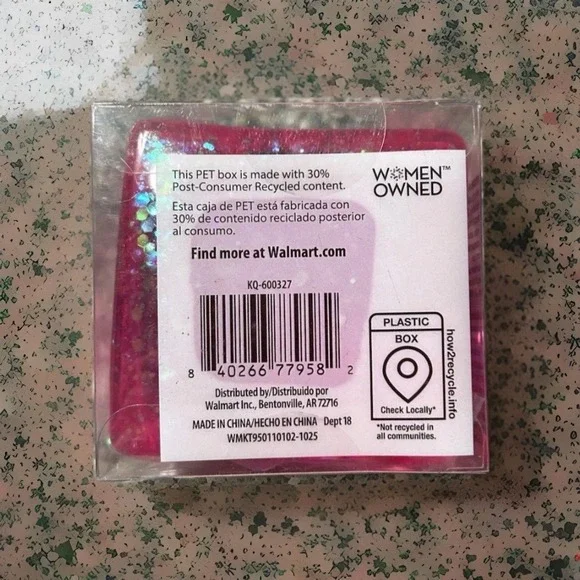 This PET box is made with 30%
Post-Consumer Recycled content.
Esta caja de PET está fabricada con
30% de contenido reciclado posterior
al consumo.
Find more at Walmart.com
WOMEN™
OWNED
KQ-600327
8 40266 77958 2
Distributed by/Distribuido por
Walmart Inc., Bentonville, AR 72716
MADE IN CHINA/HECHO EN CHINA Dept 18
WMKT950110102-1025
PLASTIC
BOX
Check Locally*
*Not recycled in
all communities.
how2recycle.info